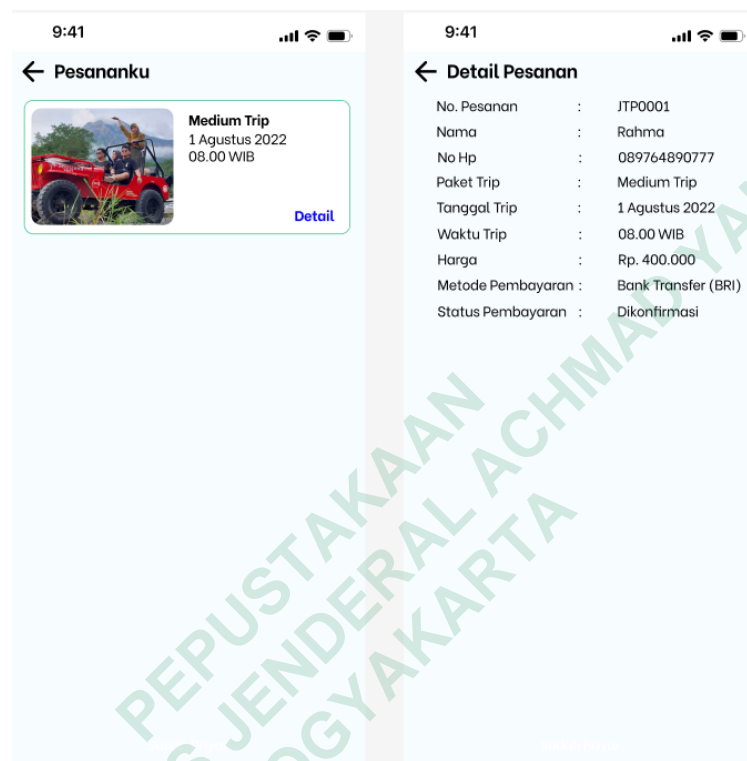 9:41
Pesananku
Medium Trip
1 Agustus 2022
08.00 WIB
Detail
9:41
Detail Pesanan
No. Pesanan : JTP0001
Nama : Rahma
No Hp : 089764890777
Paket Trip : Medium Trip
Tanggal Trip : 1 Agustus 2022
Waktu Trip : 08.00 WIB
Harga : Rp. 400.000
Metode Pembayaran : Bank Transfer (BRI)
Status Pembayaran : Dikonfirmasi
PEPUSTAKAAN
S JENDERAL ACHMAD YA
OGYAKARTA